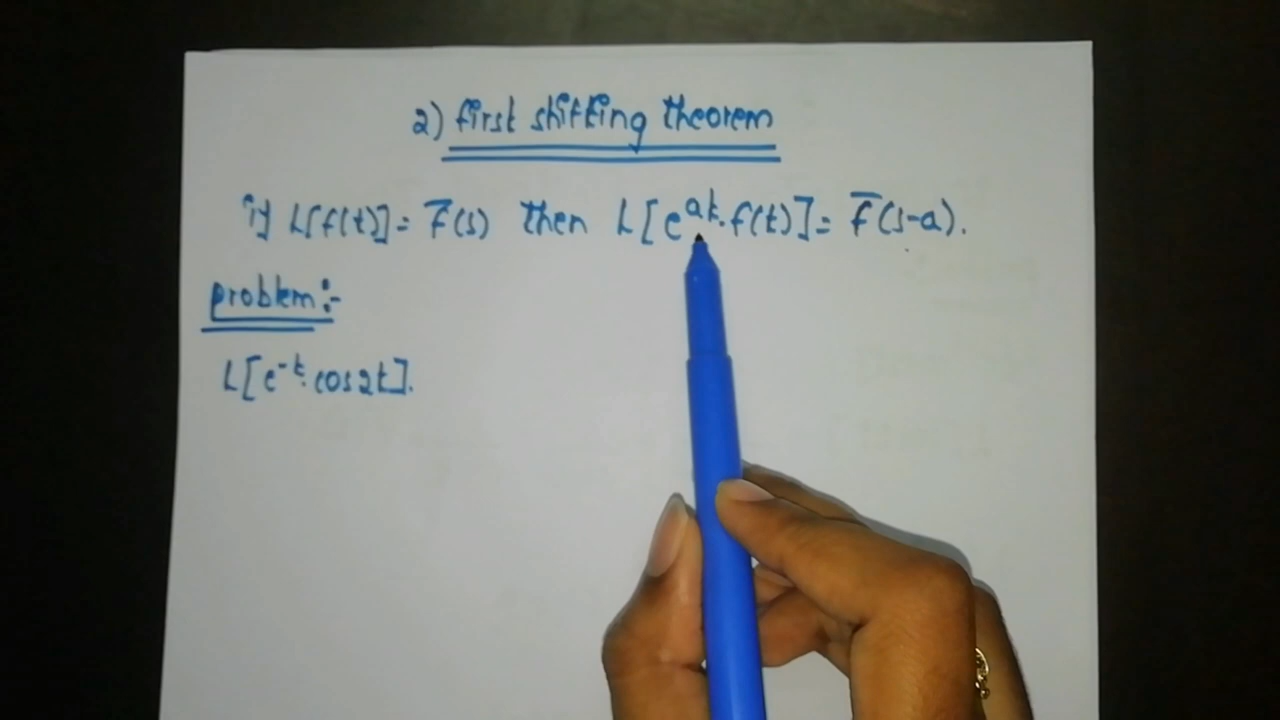 2) first shifting theorem
if L[f(t)] = f̅(s) then L[e^at. f(t)] = f̅(s-a).
problem:-
L[e^-t. cos2t].